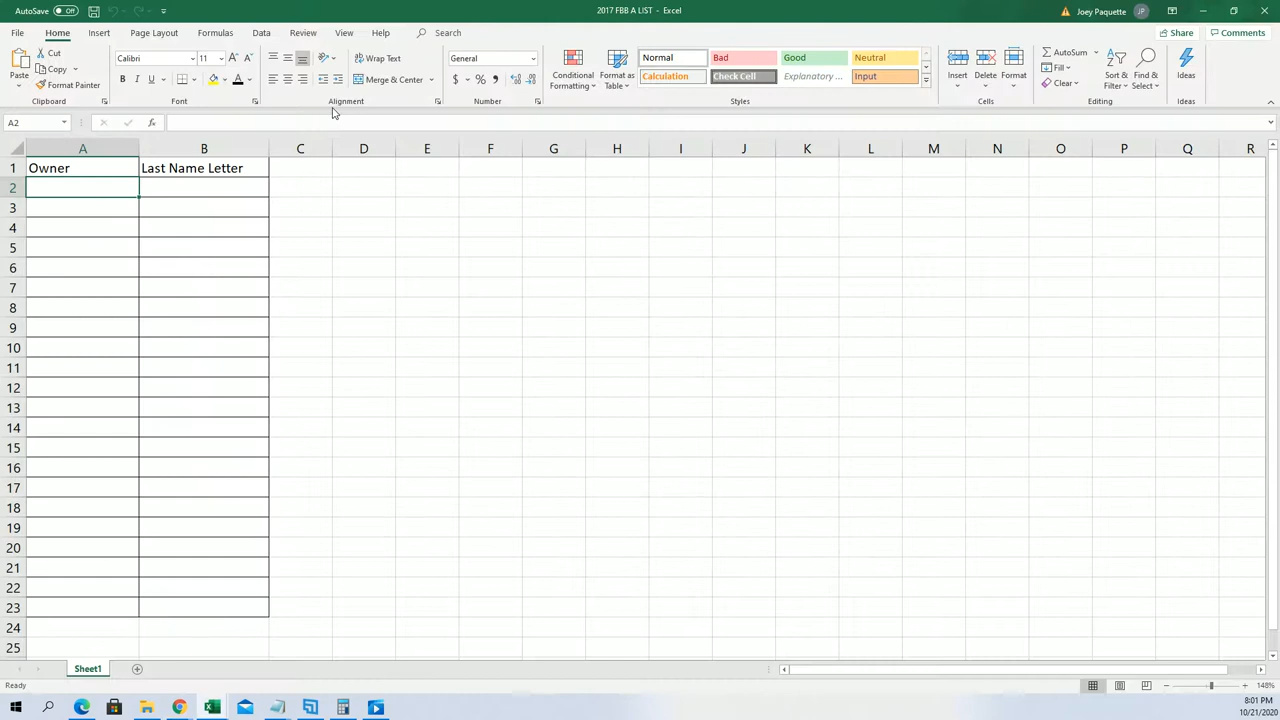 AutoSave Off
2017 FBB A LIST - Excel
Joey Paquette JP
File Home Insert Page Layout Formulas Data Review View Help Search Share Comments
Paste Cut Copy Format Painter Clipboard
Calibri 11 B I U A Font
Wrap Text Merge & Center Alignment
General $ % Number
Conditional Formatting Format as Table
Normal Bad Good Neutral
Calculation Check Cell Explanatory ... Input
Styles
Insert Delete Format Cells
AutoSum Fill Clear Sort & Filter Find & Select Editing
Ideas Ideas
A2 fx
A B C D E F G H I J K L M N O P Q R
1 Owner Last Name Letter
2
3
4
5
6
7
8
9
10
11
12
13
14
15
16
17
18
19
20
21
22
23
24
25
Sheet1
Ready 148%
8:01 PM
10/21/2020